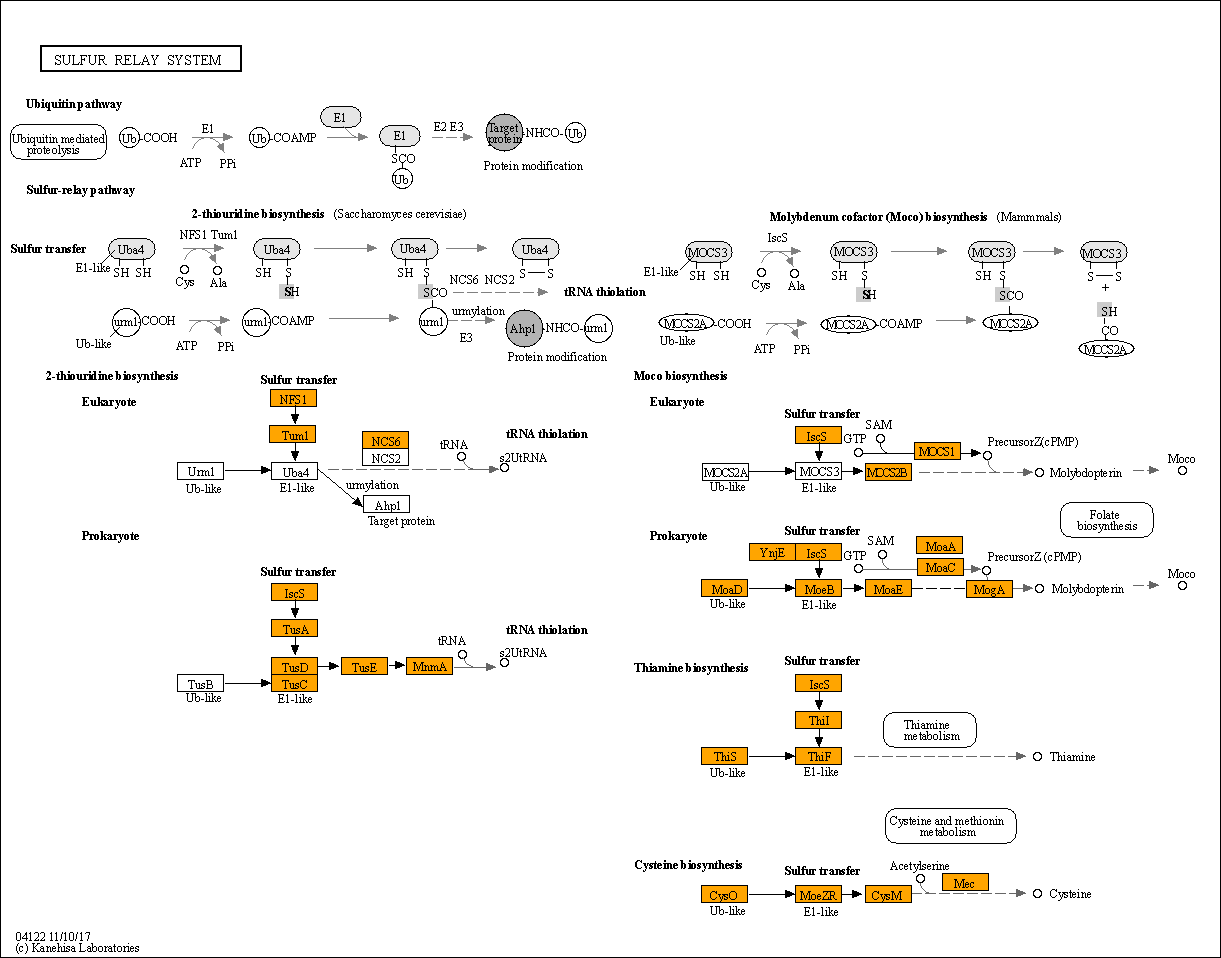 SULFUR RELAY SYSTEM
Ubiquitin pathway
Ubiquitin mediated
proteolysis
Ub-COOH
E1
ATP
PPi
Ub-COAMP
E1
E1
SCO
Ub
E2 E3
Target
protein
-NHCO-Ub
Protein modification
Sulfur-relay pathway
2-thiouridine biosynthesis (Saccharomyces cerevisiae)
Sulfur transfer
Uba4
E1-like
SH SH
NFS1 Tum1
Cys
Ala
Uba4
SH S
SH
Uba4
SH S
SCO
Uba4
S S
NCS6 NCS2
tRNA thiolation
urm1-COOH
Ub-like
ATP
PPi
urm1-COAMP
urm1
urmylation
E3
Ahp1
-NHCO-urm1
Protein modification
Molybdenum cofactor (Moco) biosynthesis (Mammmals)
MOCS3
E1-like
SH SH
IscS
Cys
Ala
MOCS3
SH S
SH
MOCS3
SH S
SCO
MOCS3
S S
+
SH
CO
MOCS2A
MOCS2A-COOH
Ub-like
ATP
PPi
MOCS2A-COAMP
MOCS2A
2-thiouridine biosynthesis
Eukaryote
Sulfur transfer
NFS1
Tum1
NCS6
NCS2
tRNA
tRNA thiolation
s2UtRNA
Urm1
Ub-like
Uba4
E1-like
urmylation
Ahp1
Target protein
Prokaryote
Sulfur transfer
IscS
TusA
TusD
TusE
MnmA
tRNA
tRNA thiolation
s2UtRNA
TusB
Ub-like
TusC
E1-like
Moco biosynthesis
Eukaryote
Sulfur transfer
IscS
GTP
SAM
MOCS1
PrecursorZ(cPMP)
MOCS2A
Ub-like
MOCS3
E1-like
MOCS2B
Molybdopterin
Moco
Folate
biosynthesis
Prokaryote
Sulfur transfer
YnjE
IscS
GTP
SAM
MoaA
MoaC
PrecursorZ (cPMP)
MoaD
Ub-like
MoeB
E1-like
MoaE
MogA
Molybdopterin
Moco
Thiamine biosynthesis
Sulfur transfer
IscS
ThiI
ThiS
Ub-like
ThiF
E1-like
Thiamine
metabolism
Thiamine
Cysteine and methionin
metabolism
Cysteine biosynthesis
Sulfur transfer
Acetylserine
Mec
CysO
Ub-like
MoeZR
E1-like
CysM
Cysteine
04122 11/10/17
(c) Kanehisa Laboratories